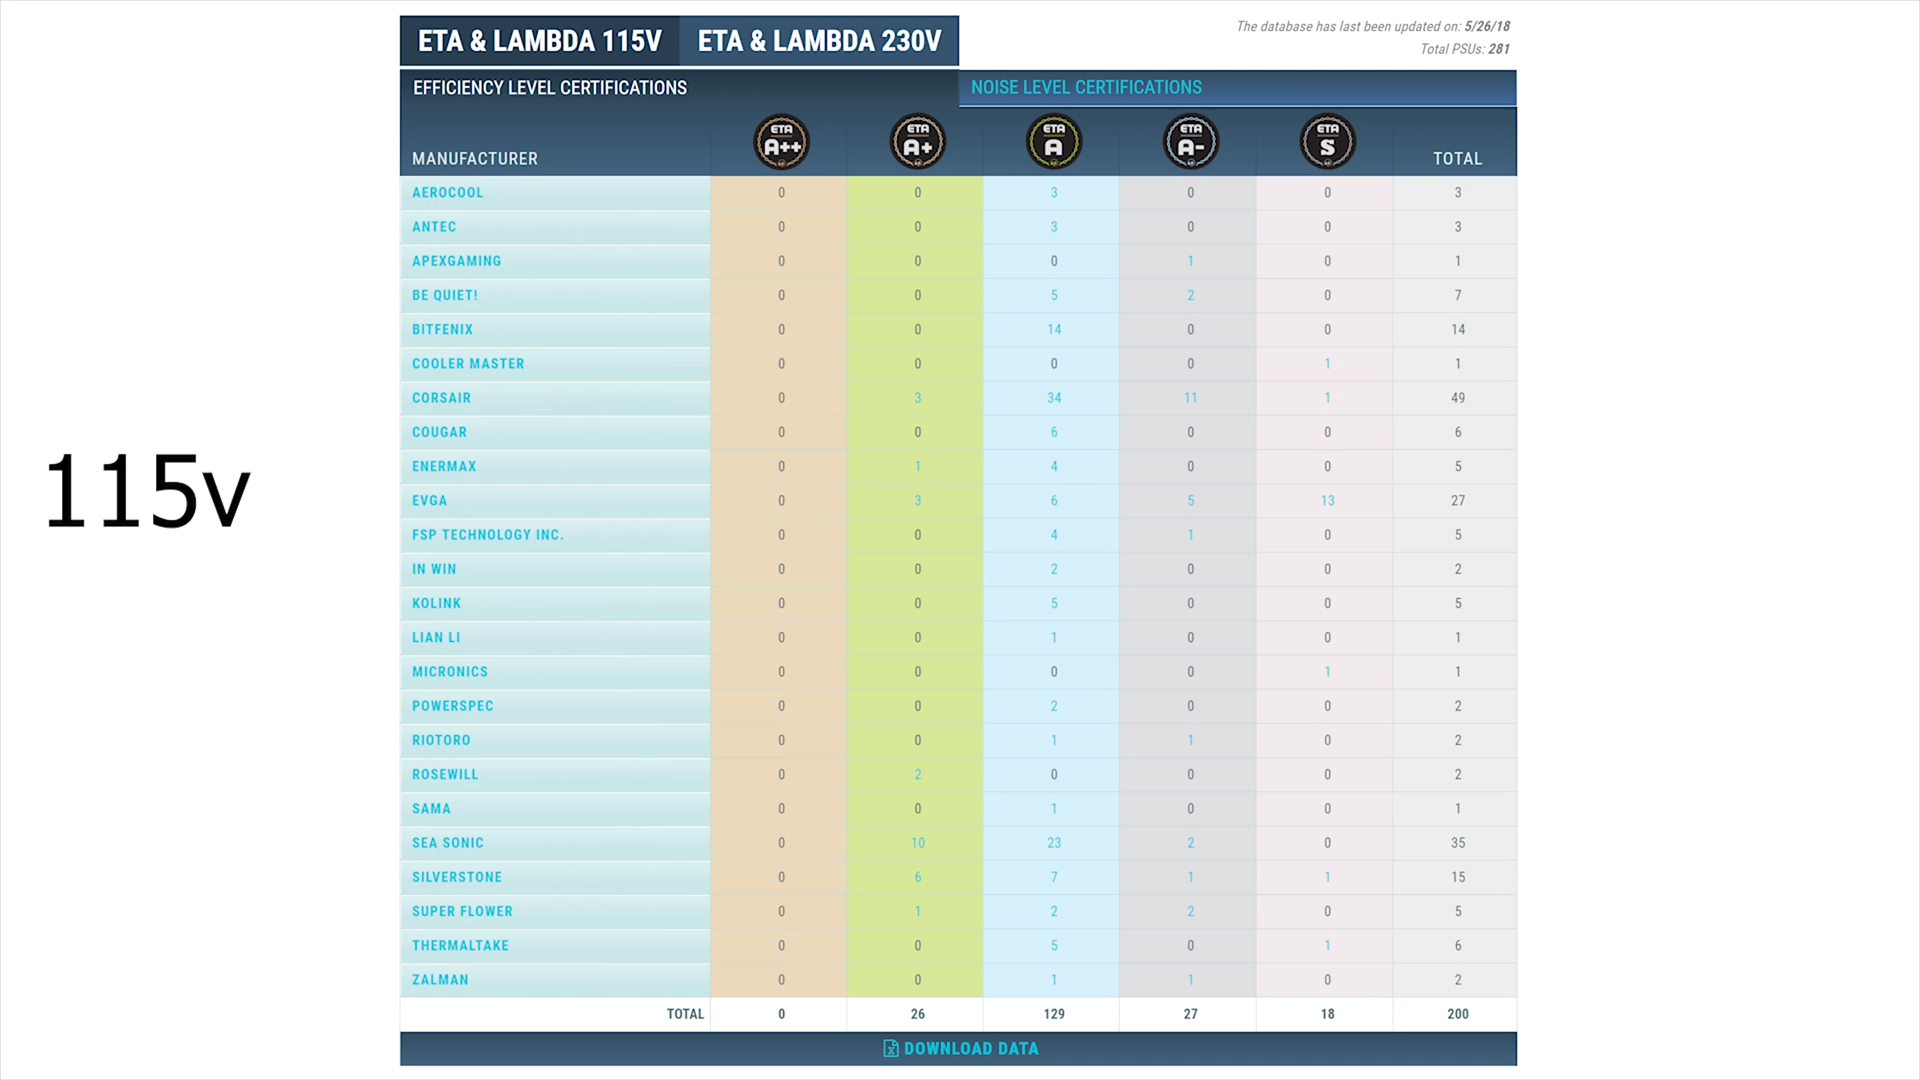 ETA & LAMBDA 115V ETA & LAMBDA 230V
The database has last been updated on: 5/26/18
Total PSUs: 281
EFFICIENCY LEVEL CERTIFICATIONS NOISE LEVEL CERTIFICATIONS
MANUFACTURER ETA A++ ETA A+ ETA A ETA A- ETA S TOTAL
AEROCOOL 0 0 3 0 0 3
ANTEC 0 0 3 0 0 3
APEXGAMING 0 0 0 1 0 1
BE QUIET! 0 0 5 2 0 7
BITFENIX 0 0 14 0 0 14
COOLER MASTER 0 0 0 0 1 1
CORSAIR 0 3 34 11 1 49
COUGAR 0 0 6 0 0 6
ENERMAX 0 1 4 0 0 5
EVGA 0 3 6 5 13 27
FSP TECHNOLOGY INC. 0 0 4 1 0 5
IN WIN 0 0 2 0 0 2
KOLINK 0 0 5 0 0 5
LIAN LI 0 0 1 0 0 1
MICRONICS 0 0 0 0 1 1
POWERSPEC 0 0 2 0 0 2
RIOTORO 0 0 1 1 0 2
ROSEWILL 0 2 0 0 0 2
SAMA 0 0 1 0 0 1
SEA SONIC 0 10 23 2 0 35
SILVERSTONE 0 6 7 1 1 15
SUPER FLOWER 0 1 2 2 0 5
THERMALTAKE 0 0 5 0 1 6
ZALMAN 0 0 1 1 0 2
TOTAL 0 26 129 27 18 200
DOWNLOAD DATA
115v